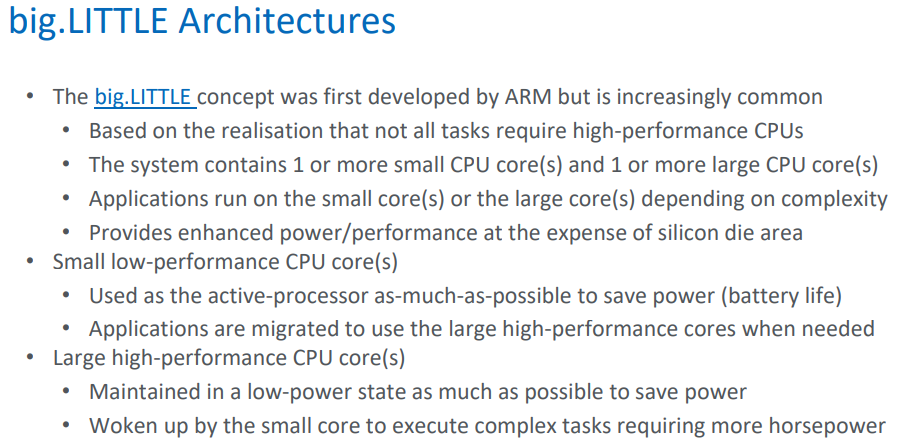 big.LITTLE Architectures
• The big.LITTLE concept was first developed by ARM but is increasingly common
• Based on the realisation that not all tasks require high-performance CPUs
• The system contains 1 or more small CPU core(s) and 1 or more large CPU core(s)
• Applications run on the small core(s) or the large core(s) depending on complexity
• Provides enhanced power/performance at the expense of silicon die area
• Small low-performance CPU core(s)
• Used as the active-processor as-much-as-possible to save power (battery life)
• Applications are migrated to use the large high-performance cores when needed
• Large high-performance CPU core(s)
• Maintained in a low-power state as much as possible to save power
• Woken up by the small core to execute complex tasks requiring more horsepower